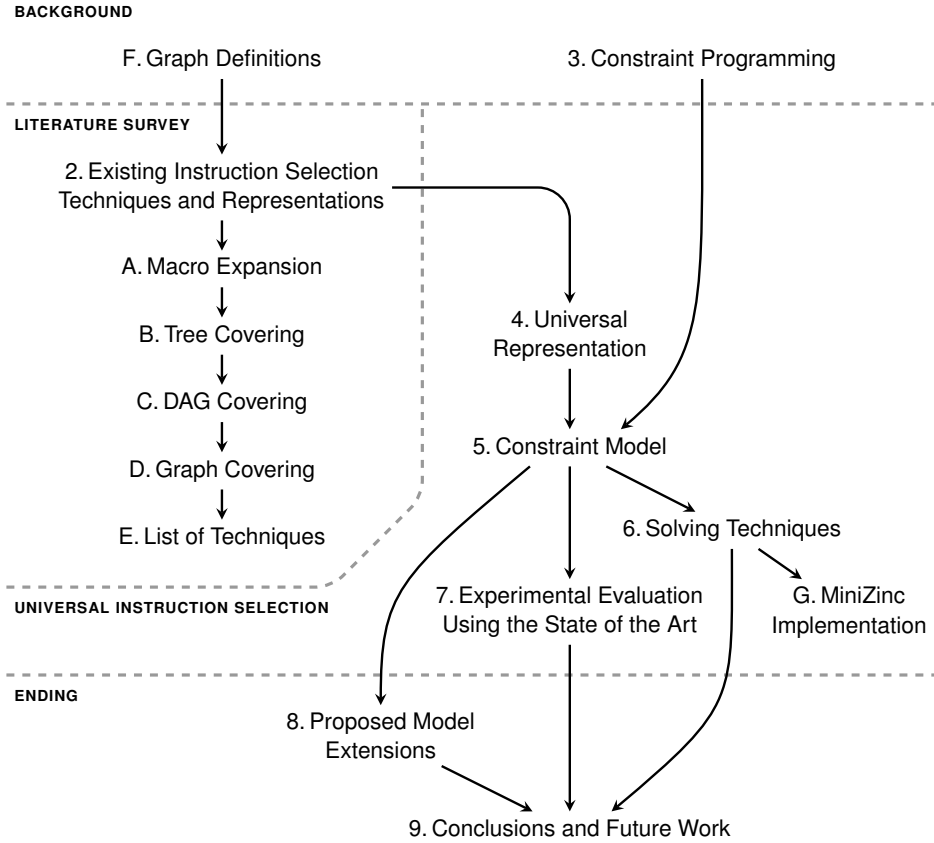 BACKGROUND
F. Graph Definitions
3. Constraint Programming
LITERATURE SURVEY
2. Existing Instruction Selection
Techniques and Representations
A. Macro Expansion
B. Tree Covering
C. DAG Covering
D. Graph Covering
E. List of Techniques
4. Universal
Representation
5. Constraint Model
6. Solving Techniques
UNIVERSAL INSTRUCTION SELECTION
7. Experimental Evaluation
Using the State of the Art
G. MiniZinc
Implementation
ENDING
8. Proposed Model
Extensions
9. Conclusions and Future Work